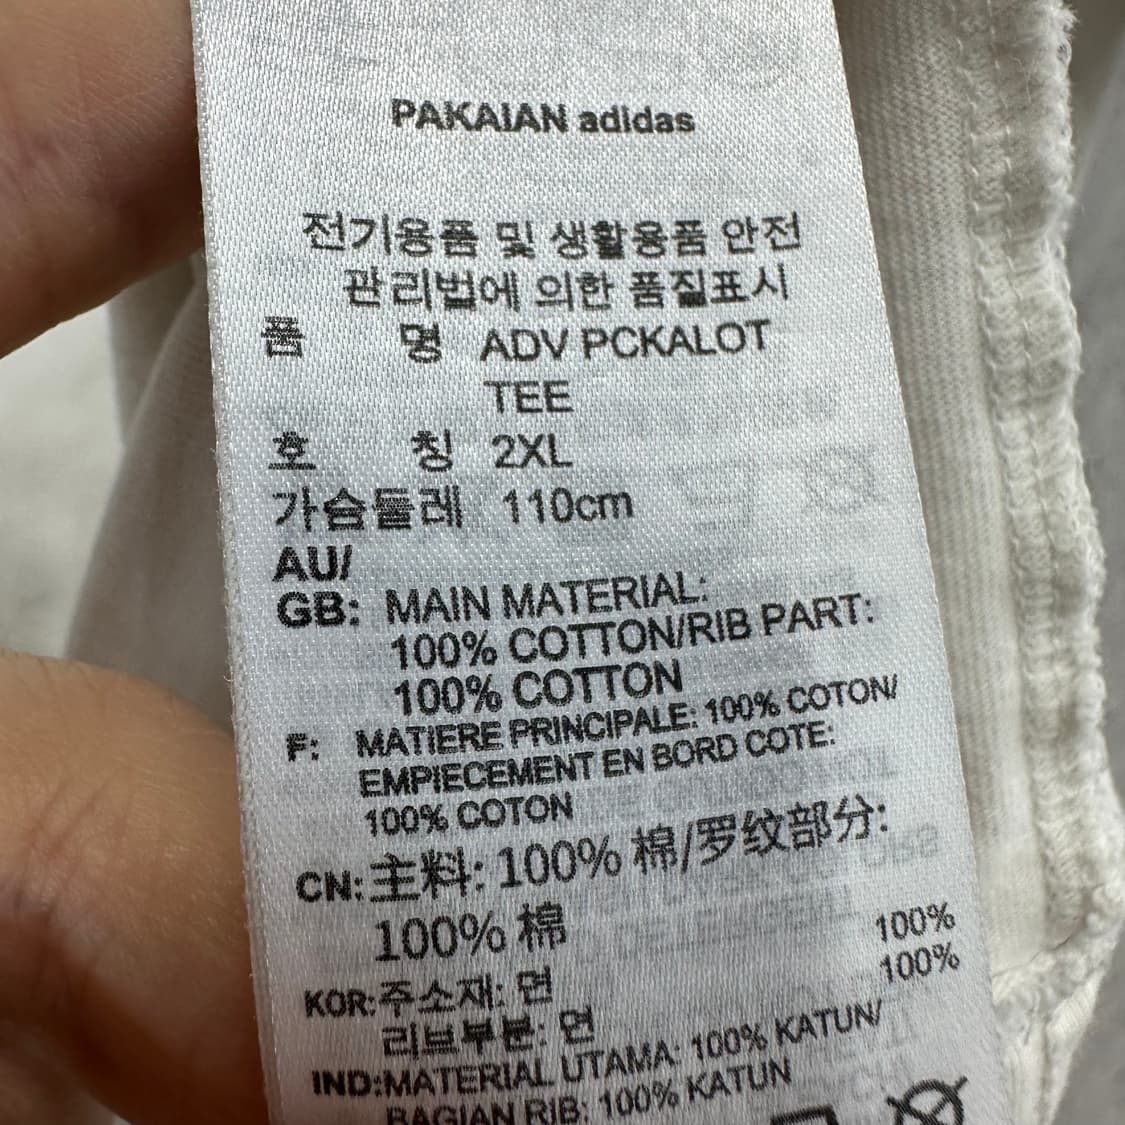 PAKAIAN adidas
전기용품 및 생활용품 안전
관리법에 의한 품질표시
품 명 ADV PCKALOT
TEE
호 칭 2XL
가슴둘레 110cm
AU/
GB: MAIN MATERIAL:
100% COTTON/RIB PART:
100% COTTON
F: MATIERE PRINCIPALE: 100% COTON/
EMPIECEMENT EN BORD COTE:
100% COTON
CN: 主料: 100% 棉/罗纹部分:
100% 棉
KOR: 주소재: 면 100%
리브부분: 면 100%
IND: MATERIAL UTAMA: 100% KATUN/
BAGIAN RIB: 100% KATUN